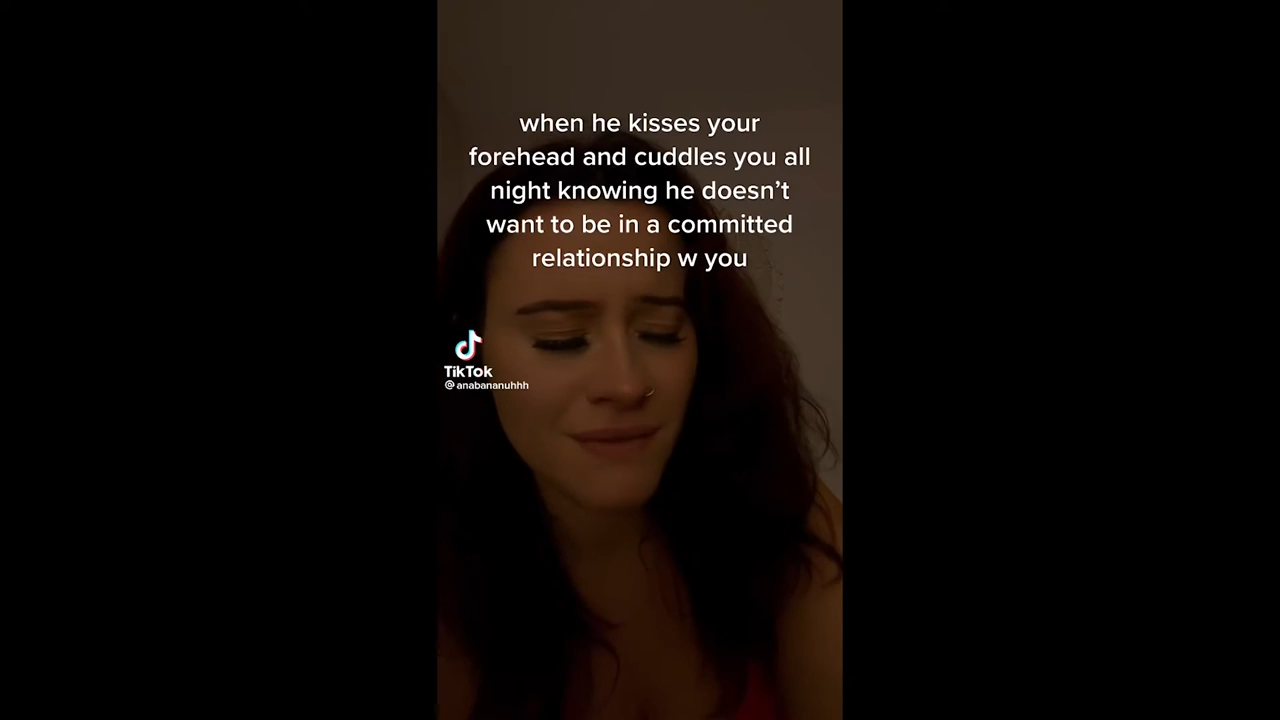 when he kisses your
forehead and cuddles you all
night knowing he doesn't
want to be in a committed
relationship w you
TikTok
@anabananuhhh